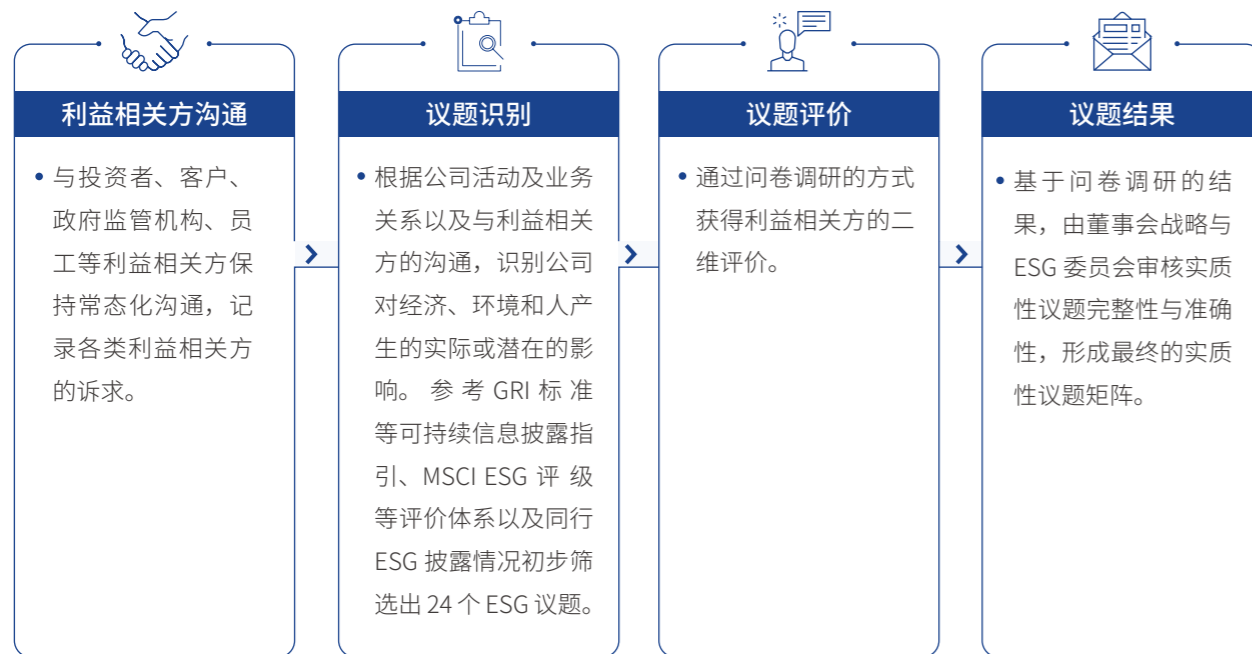 利益相关方沟通
• 与投资者、客户、
政府监管机构、员
工等利益相关方保
持常态化沟通，记
录各类利益相关方
的诉求。
议题识别
• 根据公司活动及业务
关系以及与利益相关
方的沟通，识别公司
对经济、环境和人产
生的实际或潜在的影
响。参考 GRI 标准
等可持续信息披露指
引、MSCI ESG 评级
等评价体系以及同行
ESG 披露情况初步筛
选出 24 个 ESG 议题。
议题评价
• 通过问卷调研的方式
获得利益相关方的二
维评价。
议题结果
• 基于问卷调研的结
果，由董事会战略与
ESG 委员会审核实质
性议题完整性与准确
性，形成最终的实质
性议题矩阵。